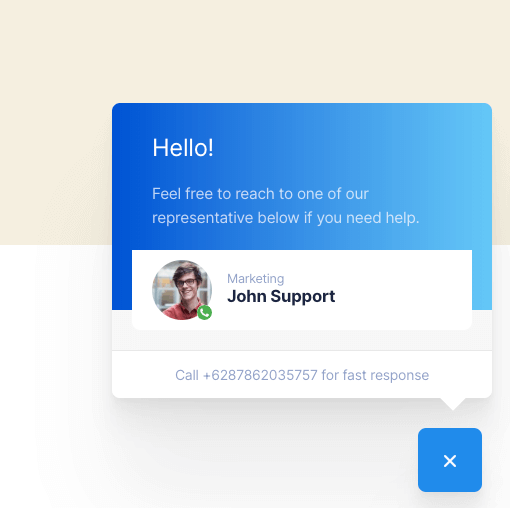 Hello!
Feel free to reach to one of our
representative below if you need help.
Marketing
John Support
Call +6287862035757 for fast response